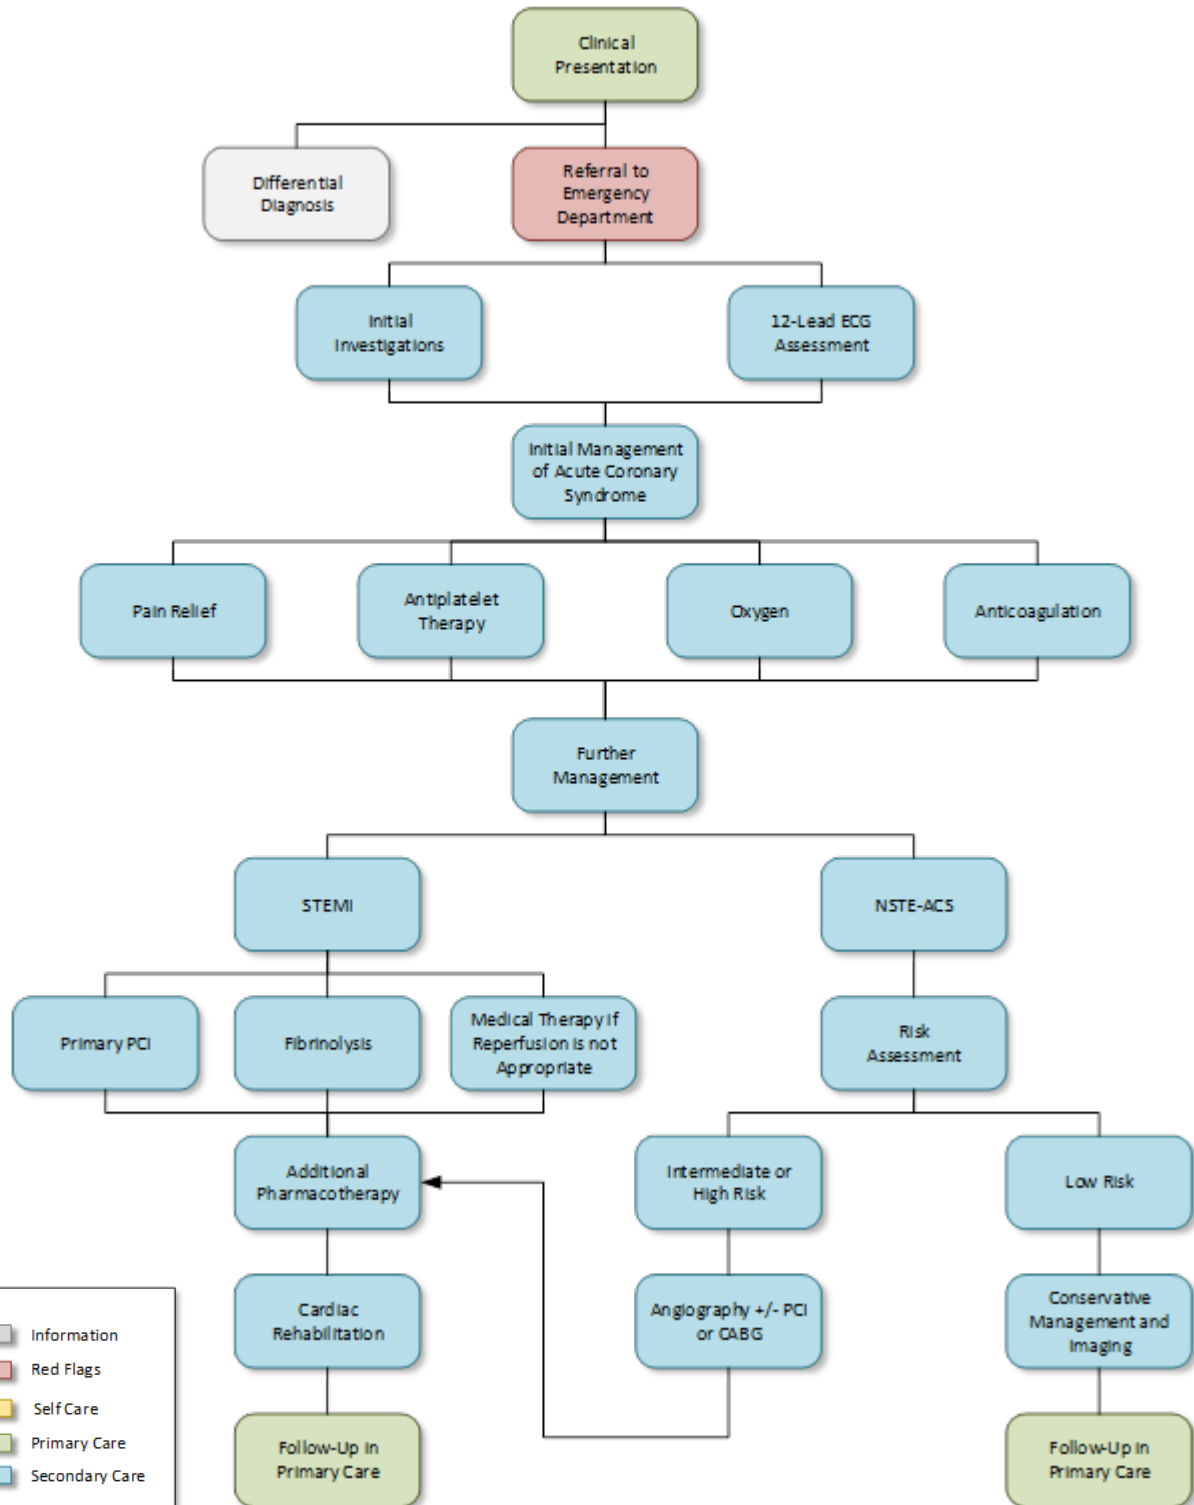 Clinical
Presentation
Differential
Diagnosis
Referral to
Emergency
Department
Initial
Investigations
12-Lead ECG
Assessment
Initial Management
of Acute Coronary
Syndrome
Pain Relief
Antiplatelet
Therapy
Oxygen
Anticoagulation
Further
Management
STEMI
NSTE-ACS
Primary PCI
Fibrinolysis
Medical Therapy if
Reperfusion is not
Appropriate
Risk
Assessment
Additional
Pharmacotherapy
Intermediate or
High Risk
Low Risk
Cardiac
Rehabilitation
Angiography +/- PCI
or CABG
Conservative
Management and
Imaging
Follow-Up in
Primary Care
Follow-Up in
Primary Care
Information
Red Flags
Self Care
Primary Care
Secondary Care